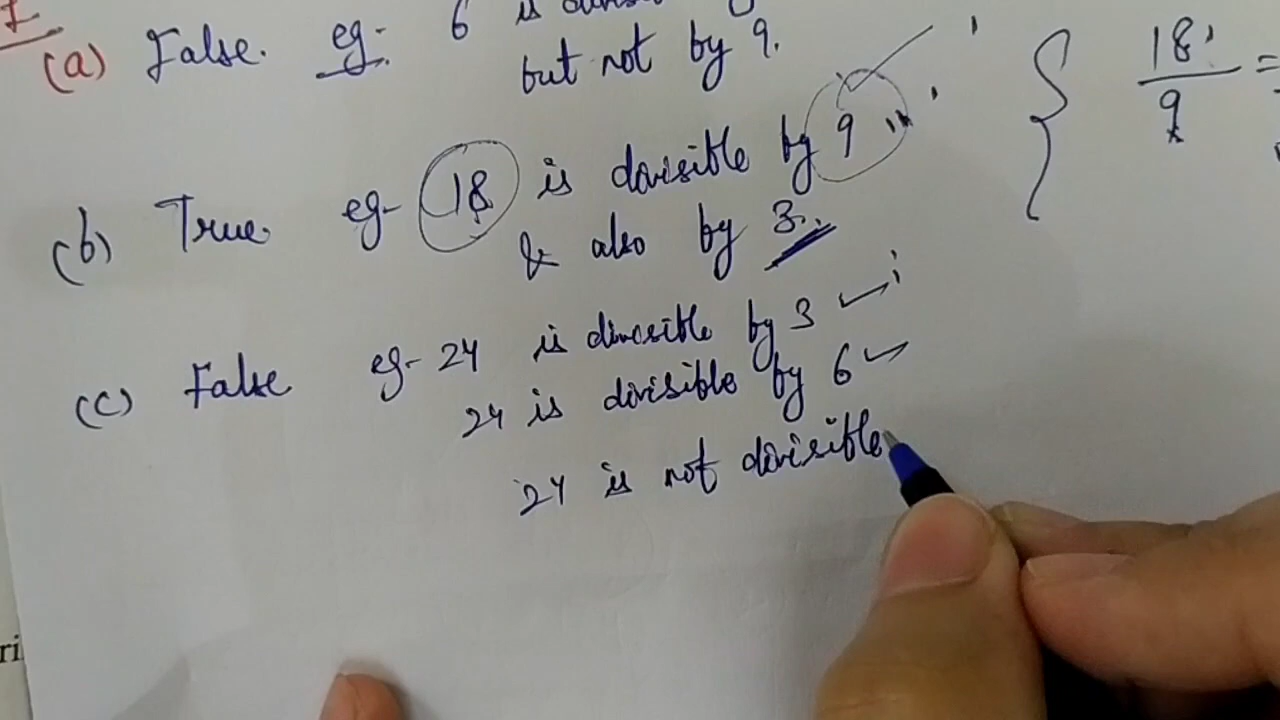 (a) False. eg:- 6 is
but not by 9.
18
9
=
(b) True eg- 18 is divisible by 9
& also by 3.
(c) False eg- 24 is divisible by 3 ✓
24 is divisible by 6 ✓
24 is not divisible
ri